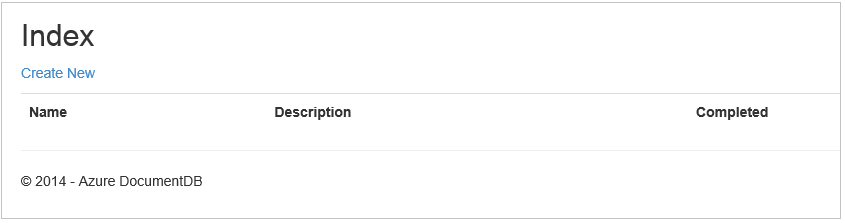 Index
Create New
Name Description Completed
© 2014 - Azure DocumentDB